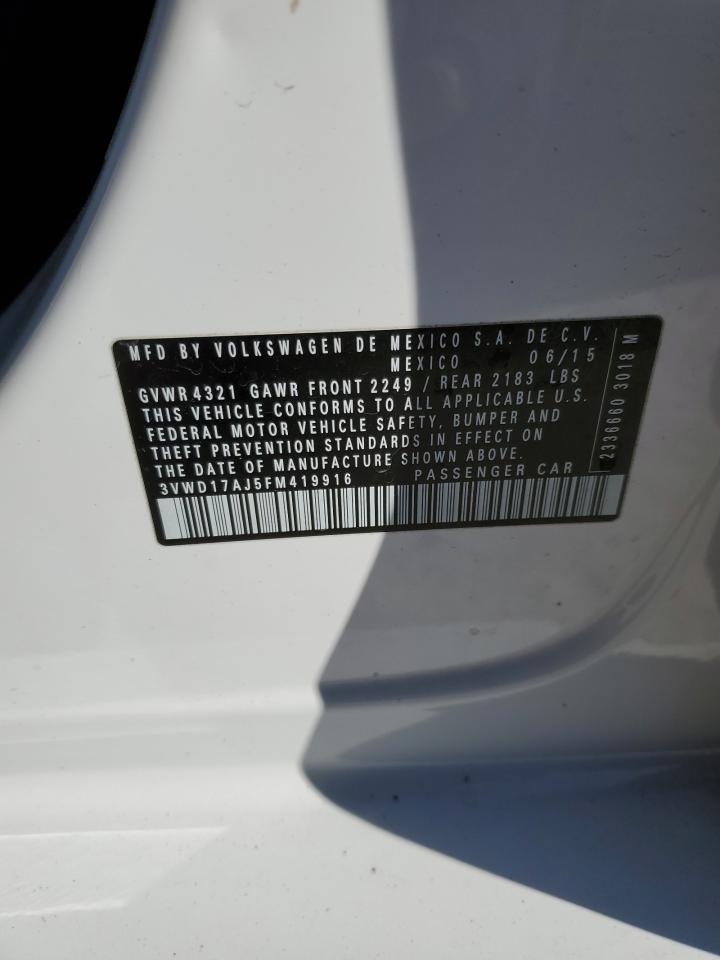 MFD BY VOLKSWAGEN DE MEXICO S.A. DE C.V.
MEXICO 06/15
GVWR 4321 GAWR FRONT 2249 / REAR 2183 LBS
THIS VEHICLE CONFORMS TO ALL APPLICABLE U.S.
FEDERAL MOTOR VEHICLE SAFETY, BUMPER AND
THEFT PREVENTION STANDARDS IN EFFECT ON
THE DATE OF MANUFACTURE SHOWN ABOVE.
3VWD17AJ5FM419916 PASSENGER CAR
2336660 3018 M